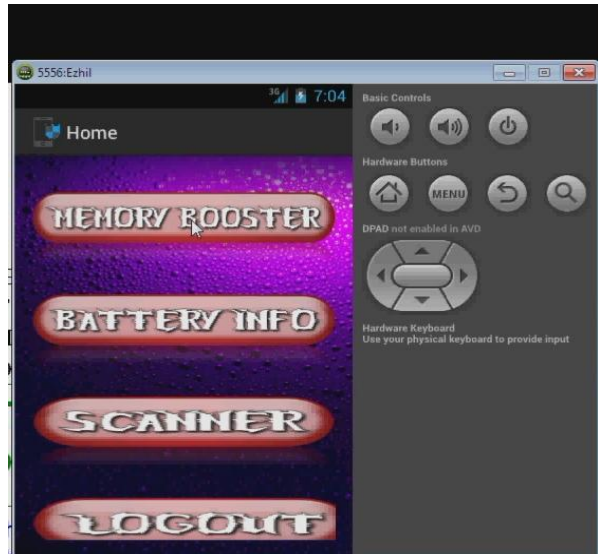 5556:Ezhil
3G 7:04
Home
MEMORY BOOSTER
BATTERY INFO
SCANNER
LOGOUT
Basic Controls
Hardware Buttons
MENU
DPAD not enabled in AVD
Hardware Keyboard
Use your physical keyboard to provide input